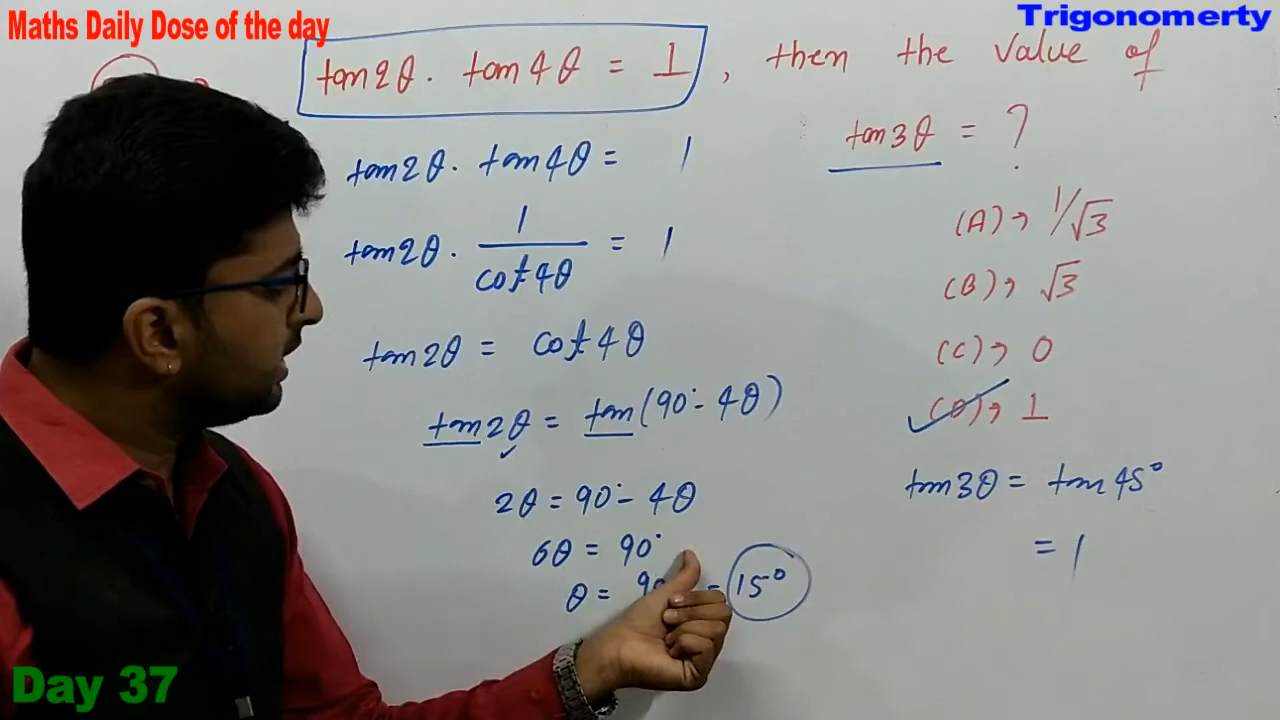 Maths Daily Dose of the day
Trigonomerty
tan2θ. tan4θ = 1, then the value of
tan3θ = ?
tan2θ. tan4θ = 1
tan2θ. 1/cot4θ = 1
tan2θ = cot4θ
tan2θ = tan(90°- 4θ)
2θ = 90°- 4θ
6θ = 90°
θ = 90 = 15°
(A)→ 1/√3
(B)→ √3
(C)→ 0
(D)→ 1
tan3θ = tan45°
= 1
Day 37